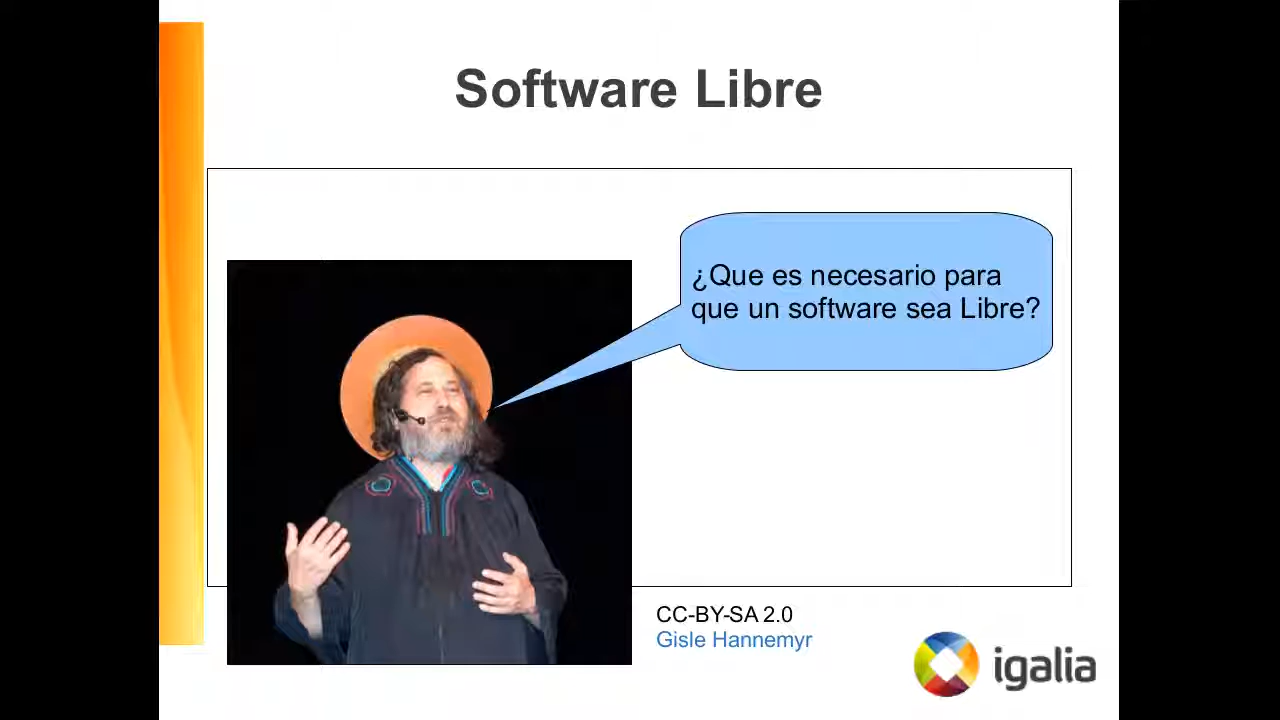 Software Libre
¿Que es necesario para
que un software sea Libre?
CC-BY-SA 2.0
Gisle Hannemyr
igalia